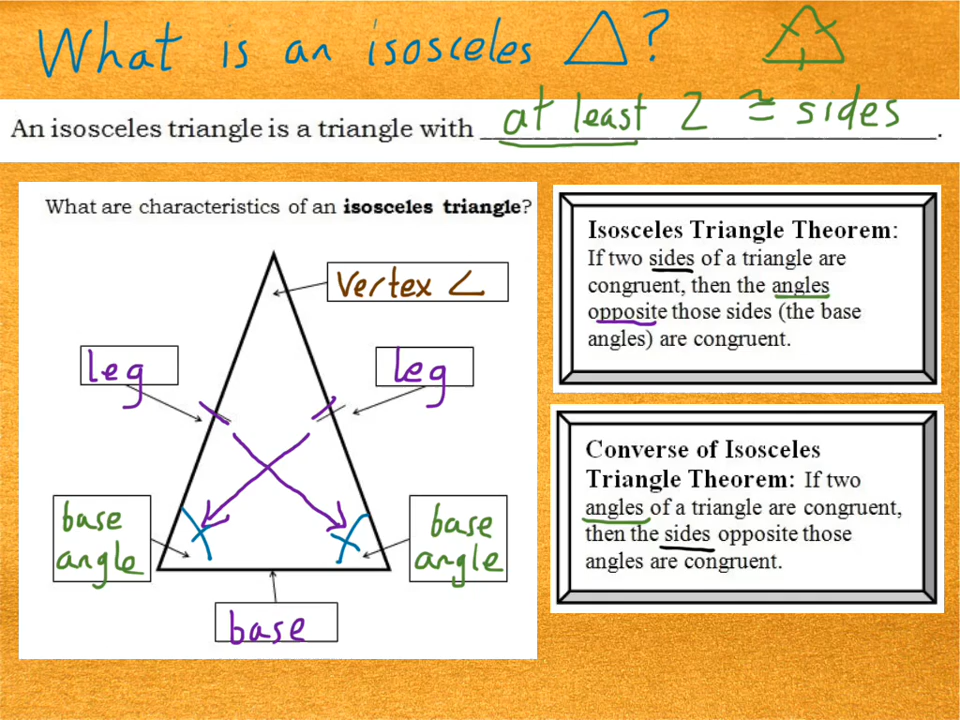 What is an isosceles △?
An isosceles triangle is a triangle with at least 2 ≅ sides.
What are characteristics of an isosceles triangle?
vertex ∠
leg
leg
base
angle
base
angle
base
Isosceles Triangle Theorem:
If two sides of a triangle are
congruent, then the angles
opposite those sides (the base
angles) are congruent.
Converse of Isosceles
Triangle Theorem: If two
angles of a triangle are congruent,
then the sides opposite those
angles are congruent.